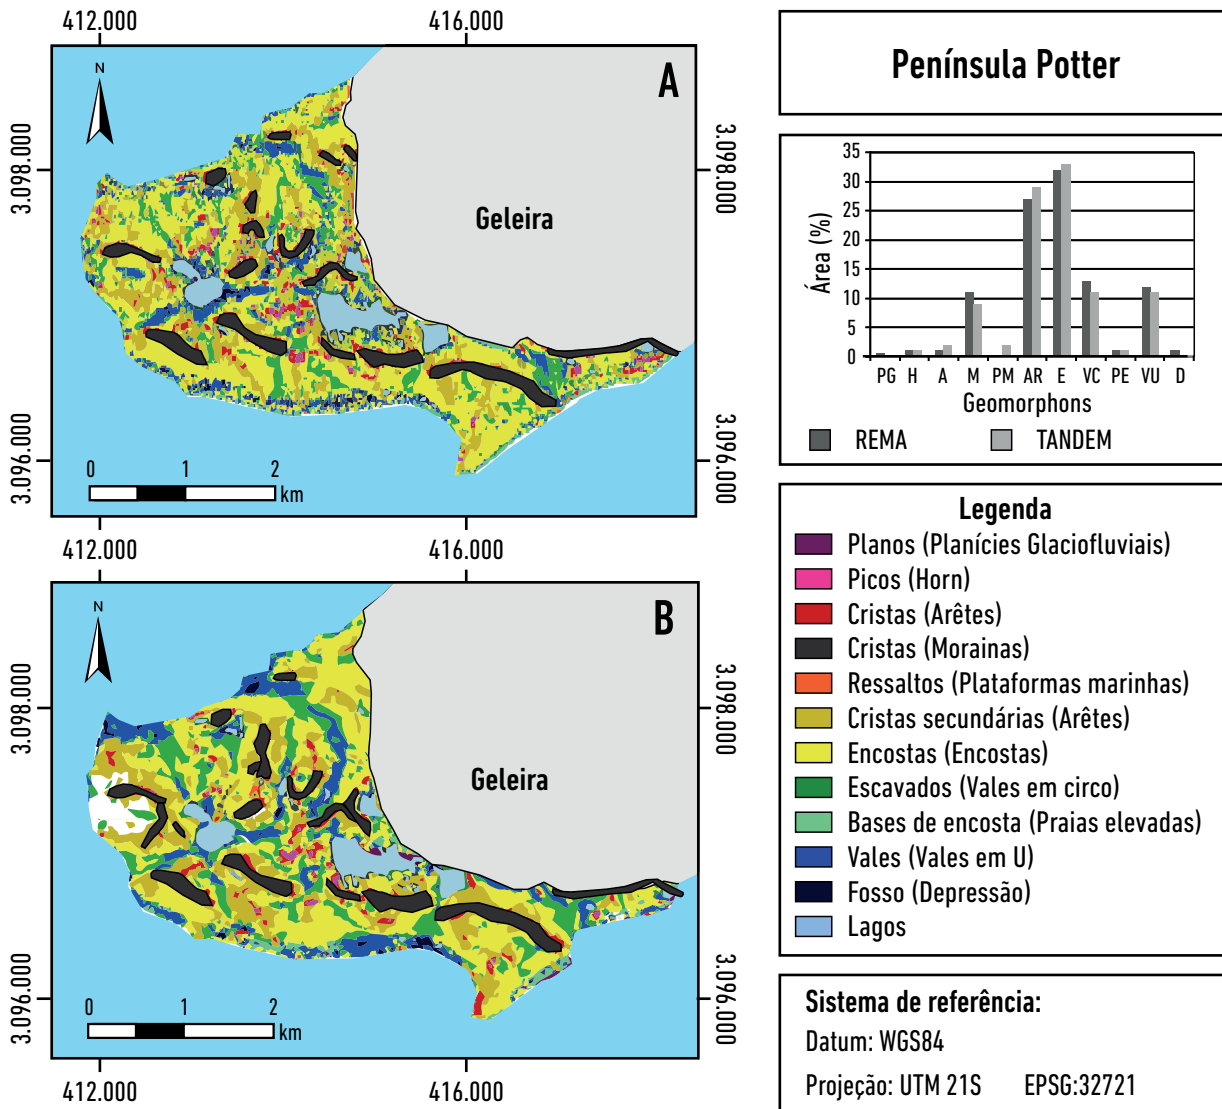 412.000
416.000
N
A
3.098.000
3.098.000
Geleira
3.096.000
3.096.000
0
1
2
km
412.000
416.000
N
B
3.098.000
3.098.000
Geleira
3.096.000
3.096.000
0
1
2
km
412.000
416.000
Península Potter
35
30
25
20
15
10
5
0
Área (%)
PG H A M PM AR E VC PE VU D
Geomorphons
REMA TANDEM
Legenda
Planos (Planícies Glaciofluviais)
Picos (Horn)
Cristas (Arêtes)
Cristas (Morainas)
Ressaltos (Plataformas marinhas)
Cristas secundárias (Arêtes)
Encostas (Encostas)
Escavados (Vales em circo)
Bases de encosta (Praias elevadas)
Vales (Vales em U)
Fosso (Depressão)
Lagos
Sistema de referência:
Datum: WGS84
Projeção: UTM 21S EPSG:32721